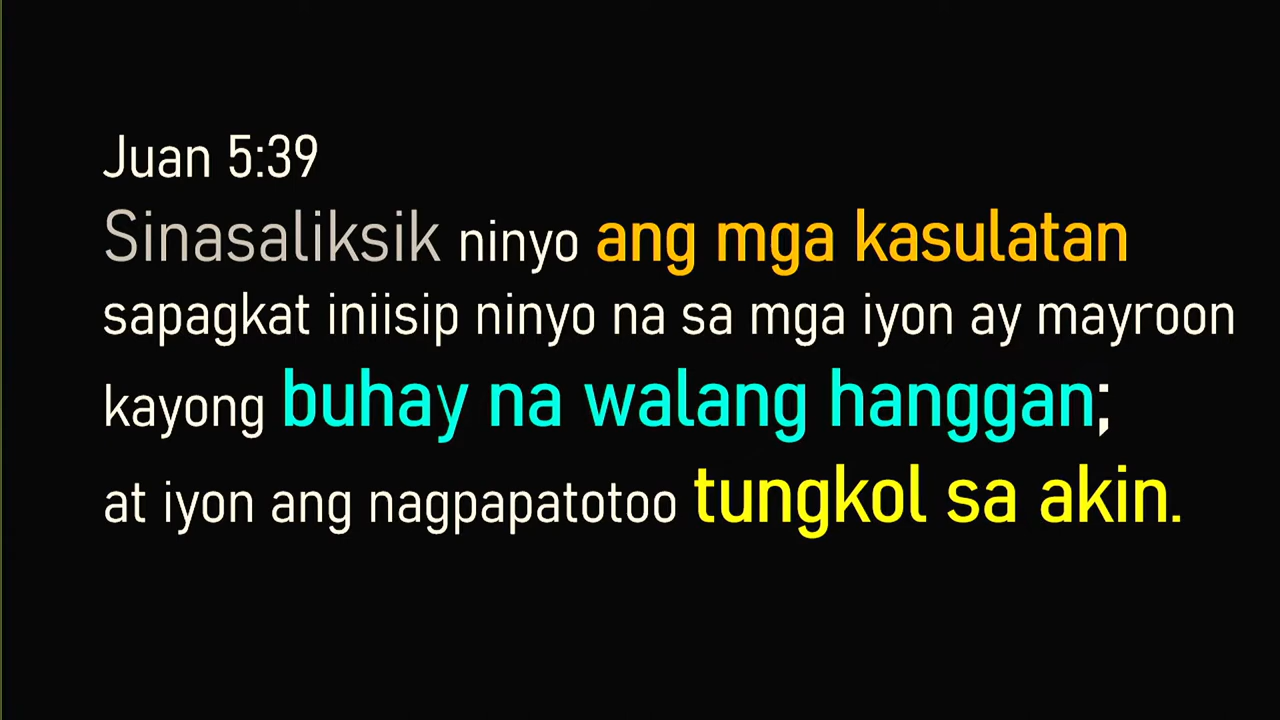 Juan 5:39
Sinasaliksik ninyo ang mga kasulatan
sapagkat iniisip ninyo na sa mga iyon ay mayroon
kayong buhay na walang hanggan;
at iyon ang nagpapatotoo tungkol sa akin.